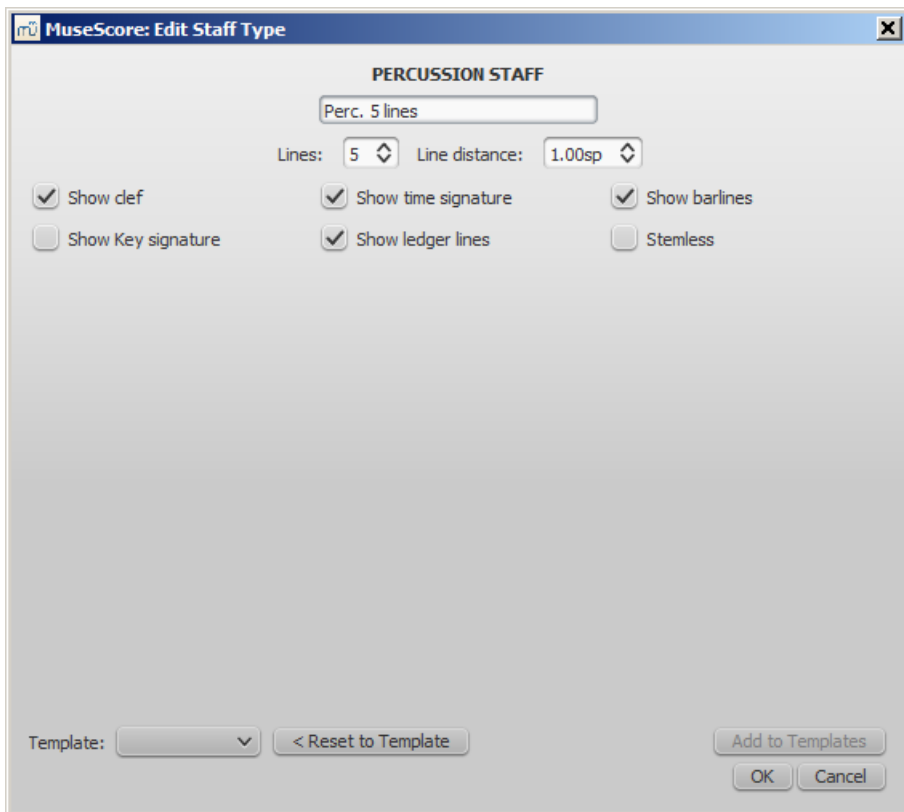 mü MuseScore: Edit Staff Type
PERCUSSION STAFF
Perc. 5 lines
Lines: 5 Line distance: 1.00sp
Show clef Show time signature Show barlines
Show Key signature Show ledger lines Stemless
Template: < Reset to Template Add to Templates
OK Cancel